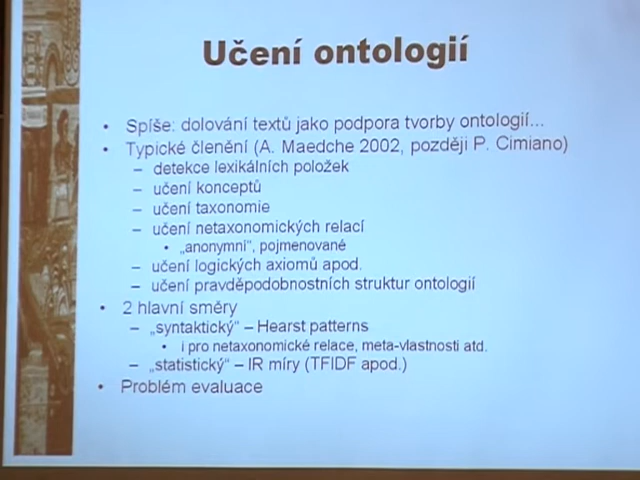 Učení ontologií
• Spíše: dolování textů jako podpora tvorby ontologií...
• Typické členění (A. Maedche 2002, později P. Cimiano)
– detekce lexikálních položek
– učení konceptů
– učení taxonomie
– učení netaxonomických relací
• „anonymní“, pojmenované
– učení logických axiomů apod.
– učení pravděpodobnostních struktur ontologií
• 2 hlavní směry
– „syntaktický“ – Hearst patterns
• i pro netaxonomické relace, meta-vlastnosti atd.
– „statistický“ – IR míry (TFIDF apod.)
• Problém evaluace